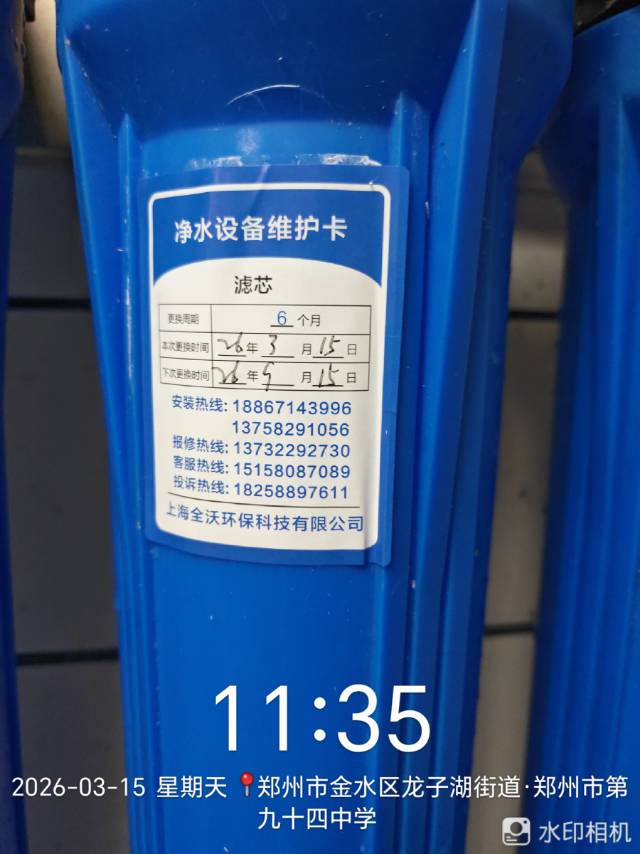 净水设备维护卡
滤芯
更换周期 6 个月
本次更换时间 26 年 3 月 15 日
下次更换时间 26 年 9 月 15 日
安装热线: 18867143996
13758291056
报修热线: 13732292730
客服热线: 15158087089
投诉热线: 18258897611
上海全沃环保科技有限公司
11:35
2026-03-15 星期天 郑州市金水区龙子湖街道·郑州市第
九十四中学
水印相机